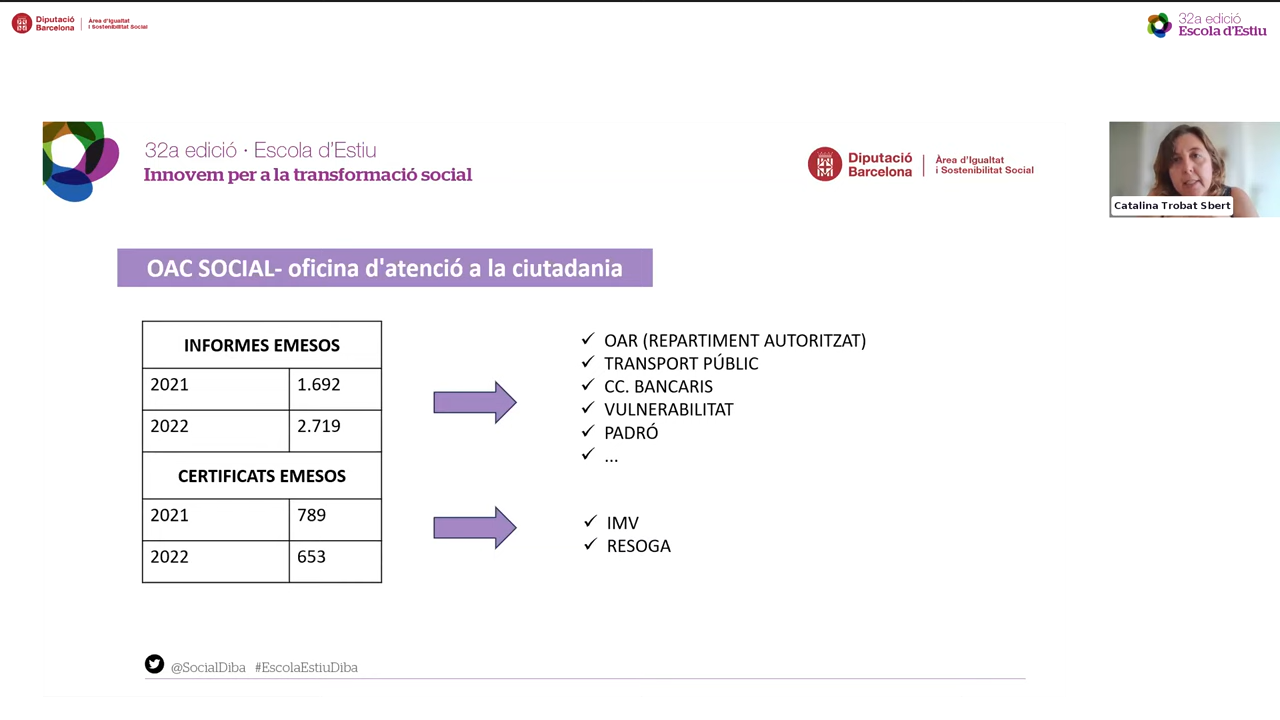 Diputació
Barcelona
Àrea d'Igualtat
i Sostenibilitat Social
32a edició
Escola d'Estiu
32a edició · Escola d'Estiu
Innovem per a la transformació social
Diputació
Barcelona
Àrea d'Igualtat
i Sostenibilitat Social
Catalina Trobat Sbert
OAC SOCIAL- oficina d'atenció a la ciutadania
INFORMES EMESOS
2021 1.692
2022 2.719
CERTIFICATS EMESOS
2021 789
2022 653
✓ OAR (REPARTIMENT AUTORITZAT)
✓ TRANSPORT PÚBLIC
✓ CC. BANCARIS
✓ VULNERABILITAT
✓ PADRÓ
✓ ...
✓ IMV
✓ RESOGA
@SocialDiba #EscolaEstiuDiba